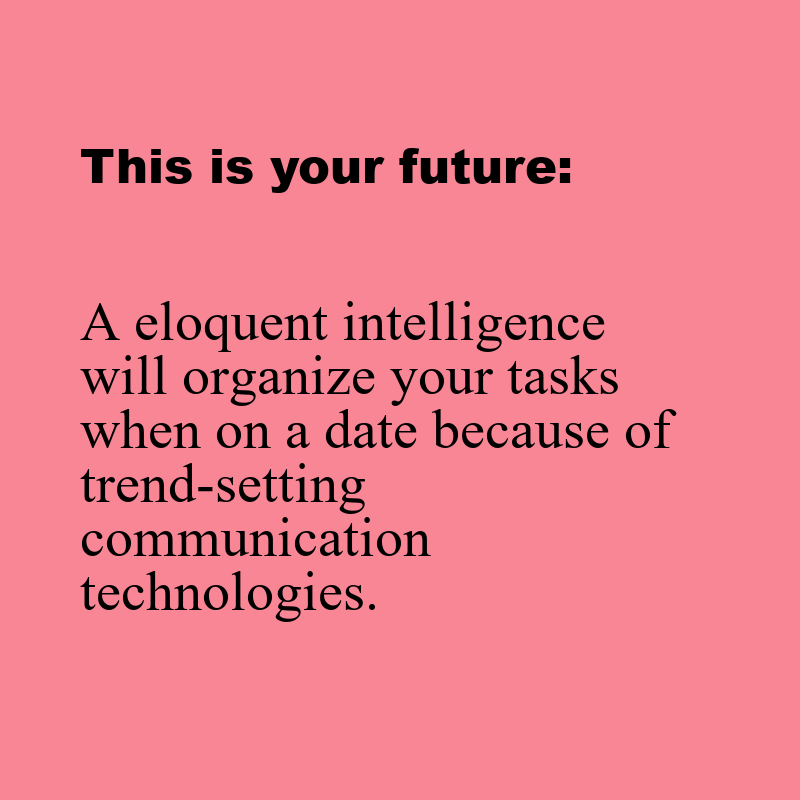 This is your future:
A eloquent intelligence
will organize your tasks
when on a date because of
trend-setting
communication
technologies.